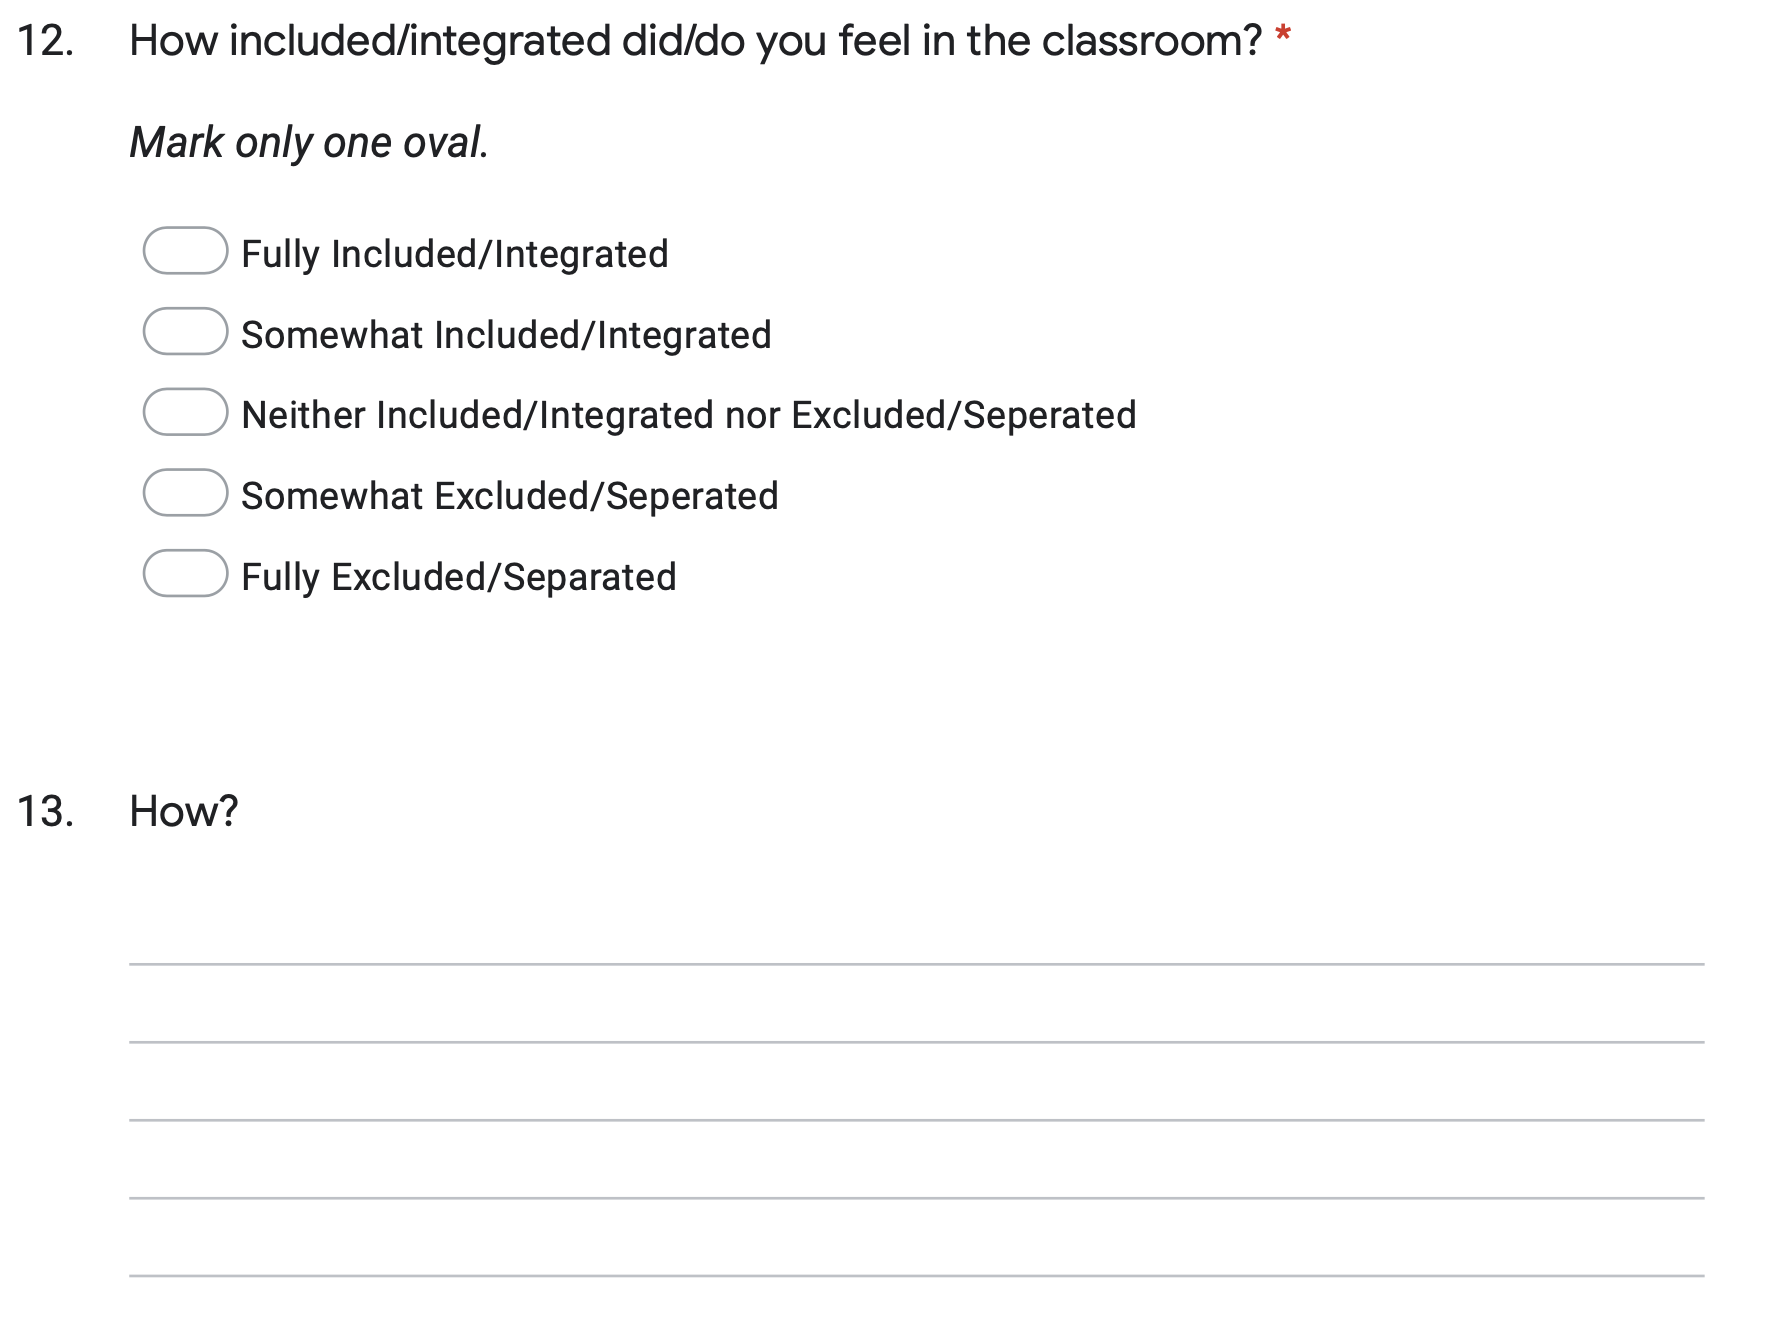 12. How included/integrated did/do you feel in the classroom? *
Mark only one oval.
Fully Included/Integrated
Somewhat Included/Integrated
Neither Included/Integrated nor Excluded/Seperated
Somewhat Excluded/Seperated
Fully Excluded/Separated
13. How?